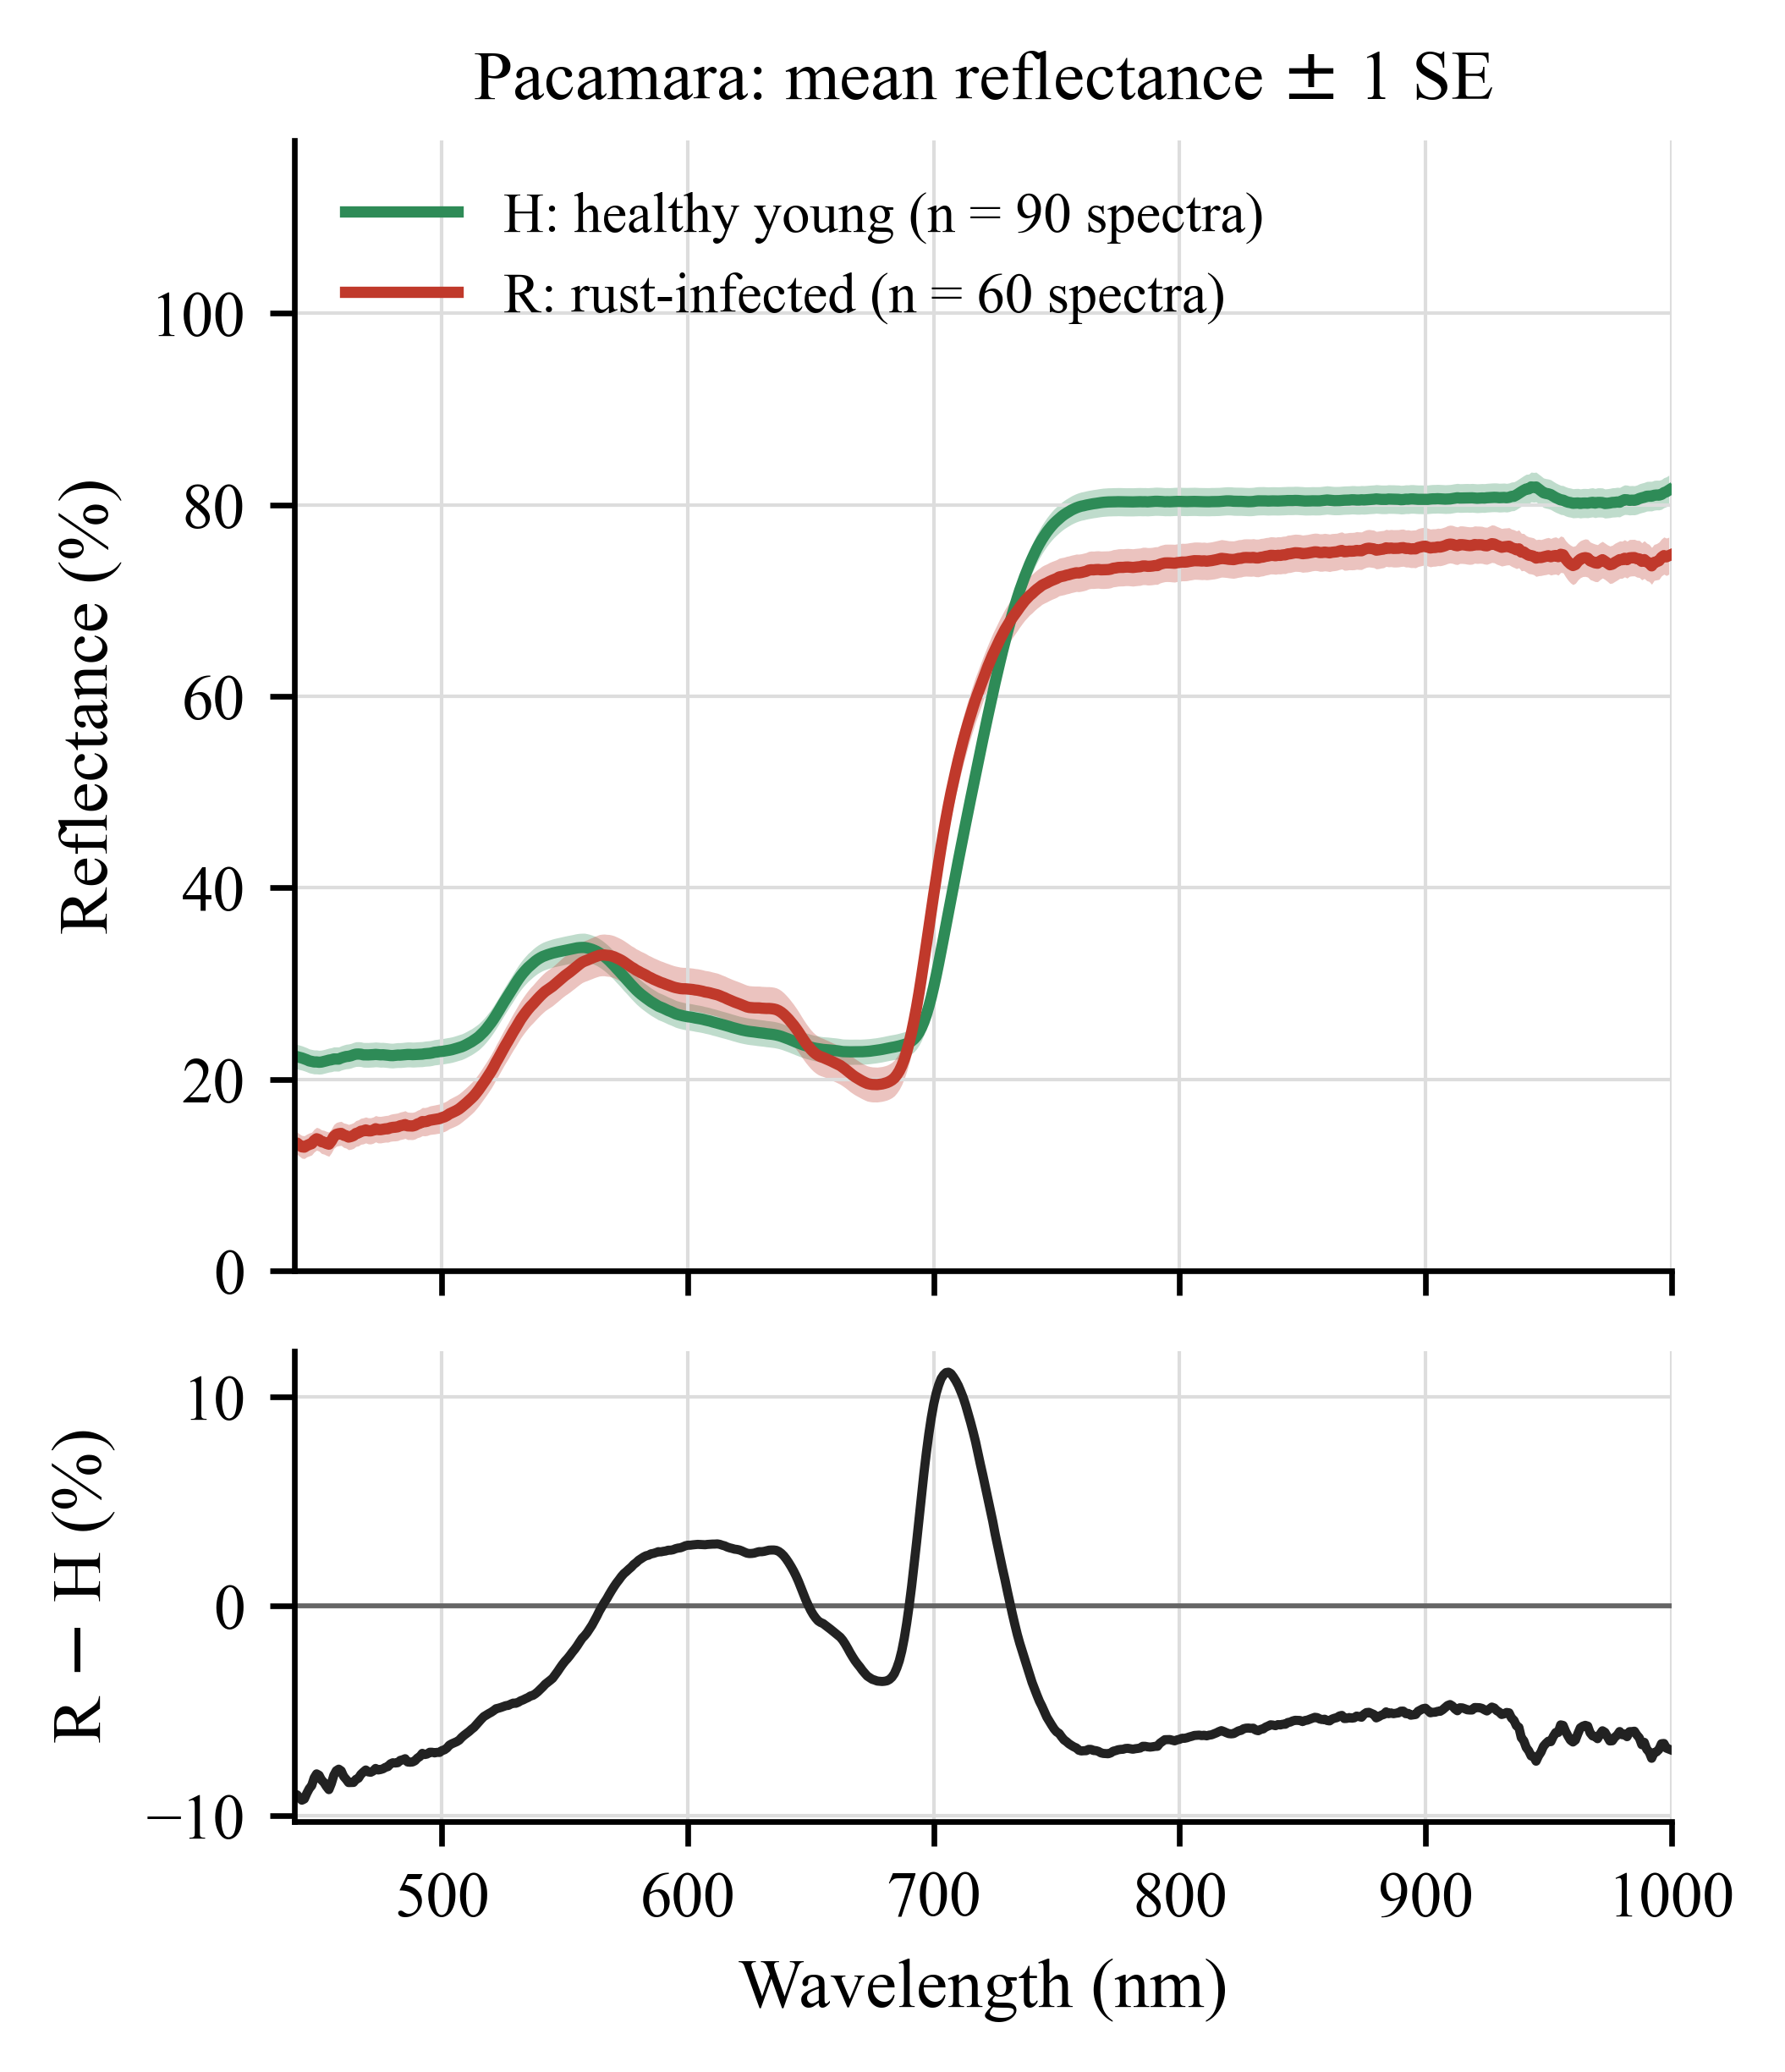 Pacamara: mean reflectance ± 1 SE
H: healthy young (n = 90 spectra)
R: rust-infected (n = 60 spectra)
Reflectance (%)
100
80
60
40
20
0
R − H (%)
10
0
−10
500 600 700 800 900 1000
Wavelength (nm)